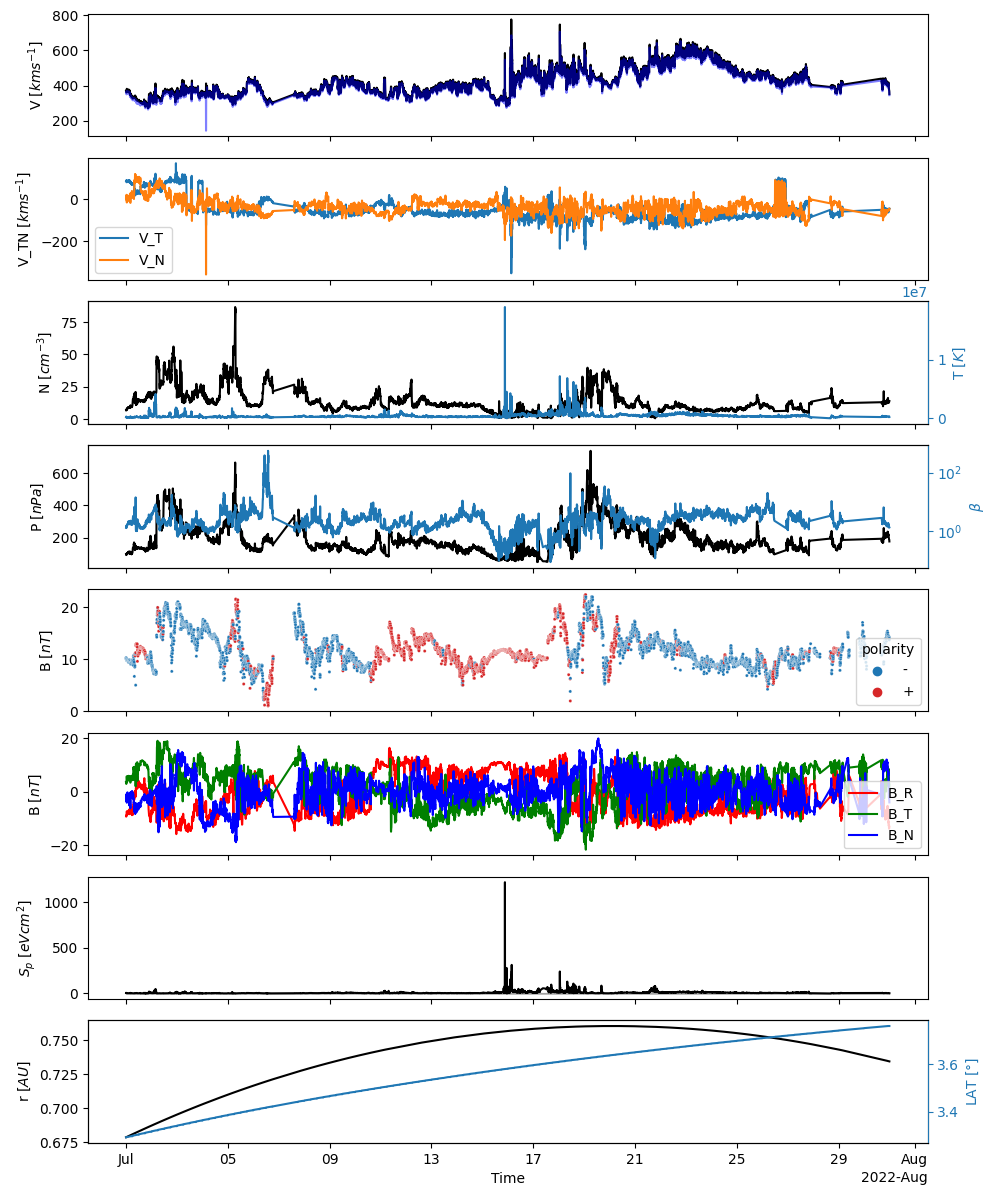 800
600
400
200
V [kms⁻¹]
0
−200
V_TN [kms⁻¹]
V_T
V_N
1e7
75
50
25
0
N [cm⁻³]
1
0
T [K]
600
400
200
P [nPa]
10²
10⁰
β
20
10
0
B [nT]
polarity
-
+
20
0
−20
B [nT]
B_R
B_T
B_N
1000
500
0
Sₚ [eVcm²]
0.750
0.725
0.700
0.675
r [AU]
3.6
3.4
LAT [°]
Jul 05 09 13 17 21 25 29 Aug
Time
2022-Aug